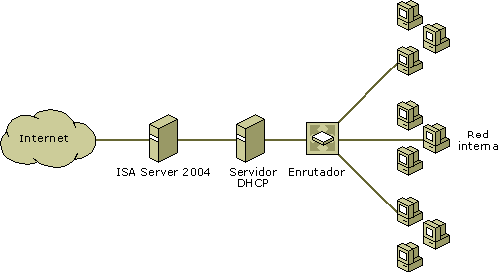 Internet
ISA Server 2004
Servidor
DHCP
Enrutador
Red
interna